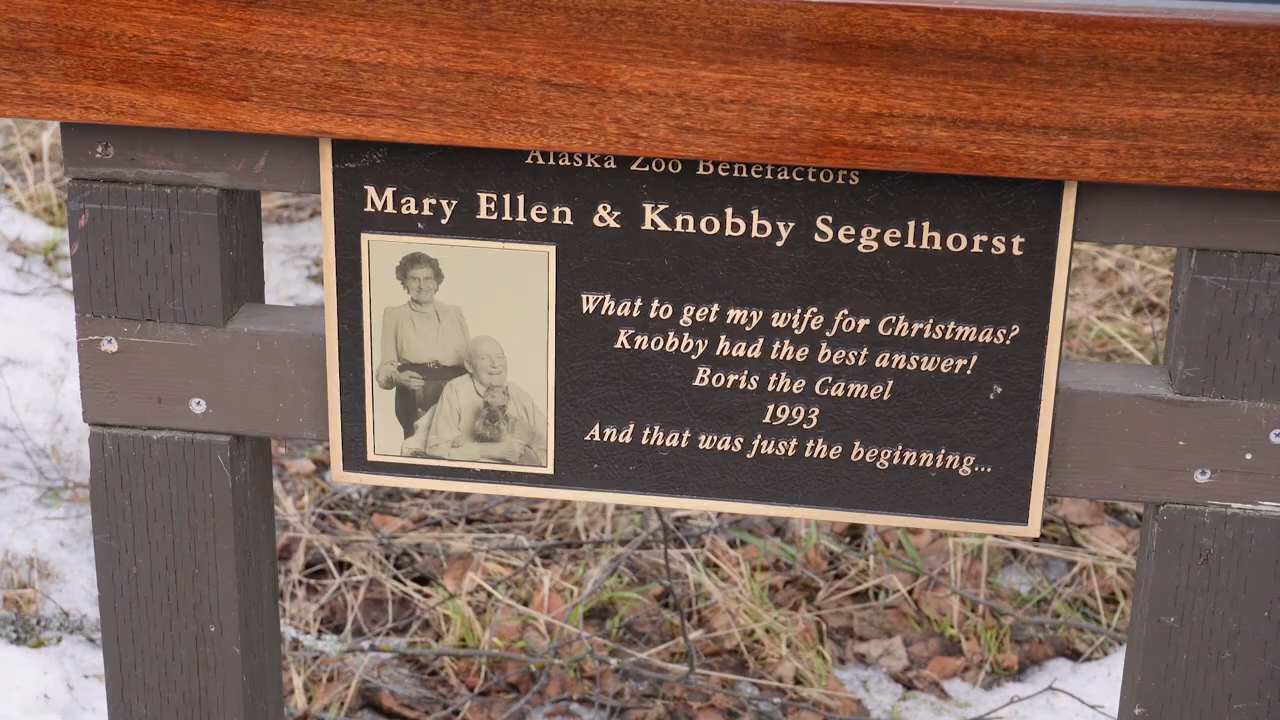 Alaska Zoo Benefactors
Mary Ellen & Knobby Segelhorst
What to get my wife for Christmas?
Knobby had the best answer!
Boris the Camel
1993
And that was just the beginning...